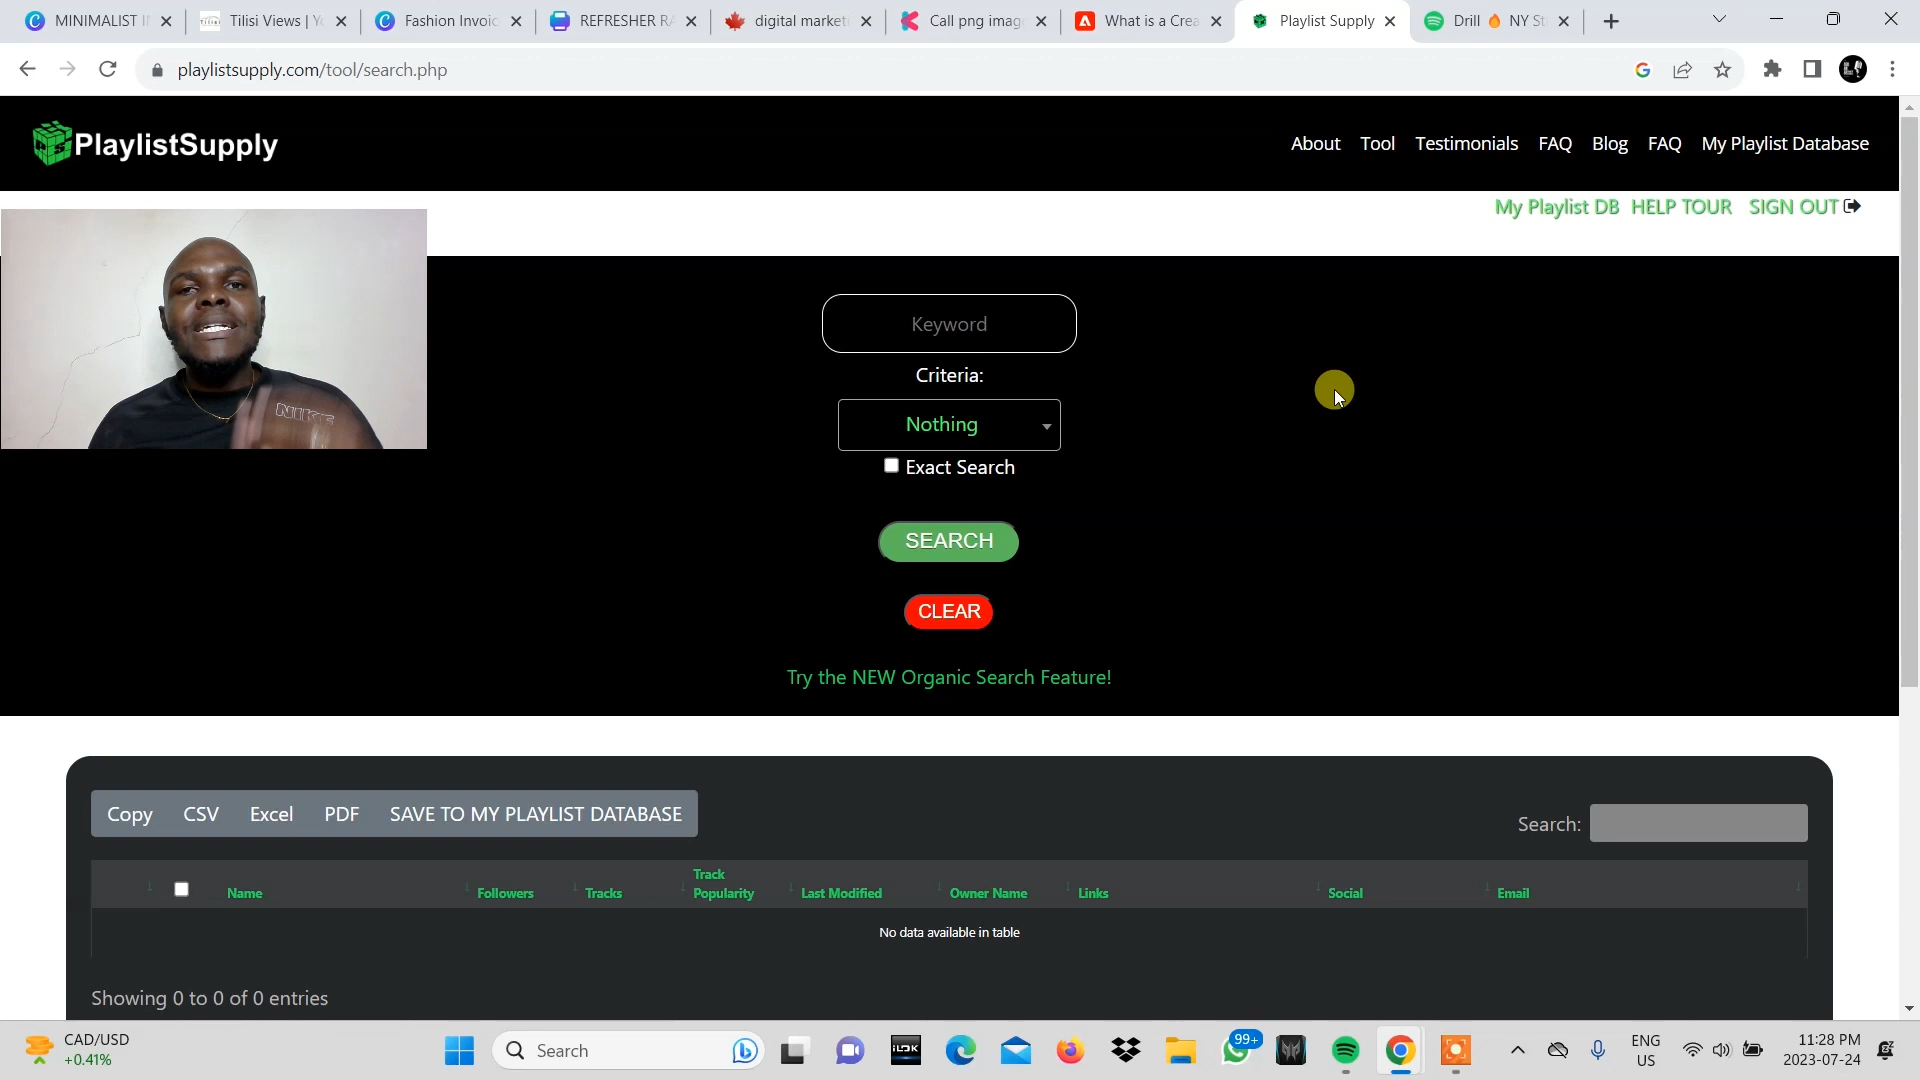 MINIMALIST I
Tilisi Views | Yo
Fashion Invoic
REFRESHER RA
digital market
Call png imag
What is a Crea
Playlist Supply
Drill 🔥 NY St
playlistsupply.com/tool/search.php
PlaylistSupply
About
Tool
Testimonials
FAQ
Blog
FAQ
My Playlist Database
My Playlist DB
HELP TOUR
SIGN OUT
NIKE
Keyword
Criteria:
Nothing
Exact Search
SEARCH
CLEAR
Try the NEW Organic Search Feature!
Copy
CSV
Excel
PDF
SAVE TO MY PLAYLIST DATABASE
Search:
Name
Followers
Tracks
Track
Popularity
Last Modified
Owner Name
Links
Social
Email
No data available in table
Showing 0 to 0 of 0 entries
CAD/USD
+0.41%
Search
99+
ENG
US
11:28 PM
2023-07-24